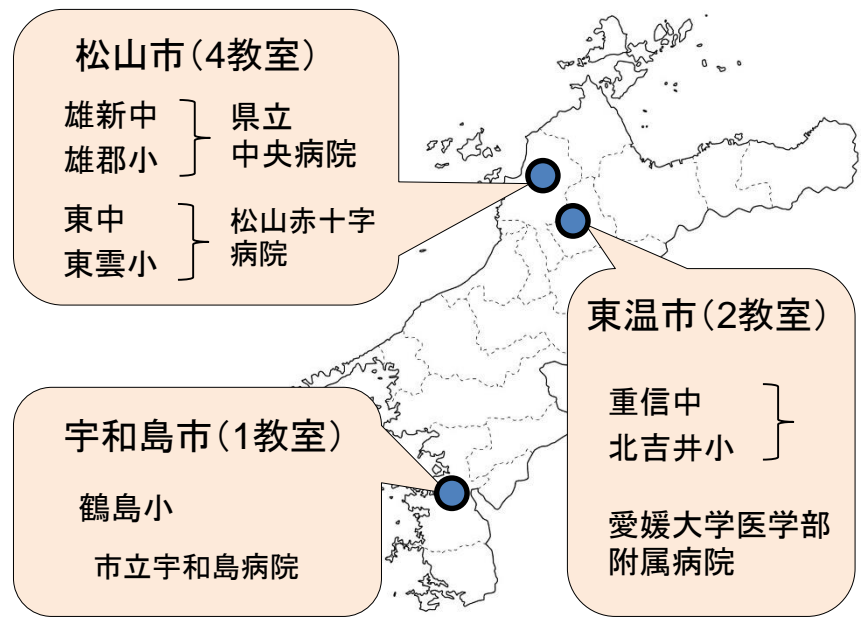 松山市（4教室）
雄新中
雄郡小
県立
中央病院
東中
東雲小
松山赤十字
病院
東温市（2教室）
重信中
北吉井小
愛媛大学医学部
附属病院
宇和島市（1教室）
鶴島小
市立宇和島病院